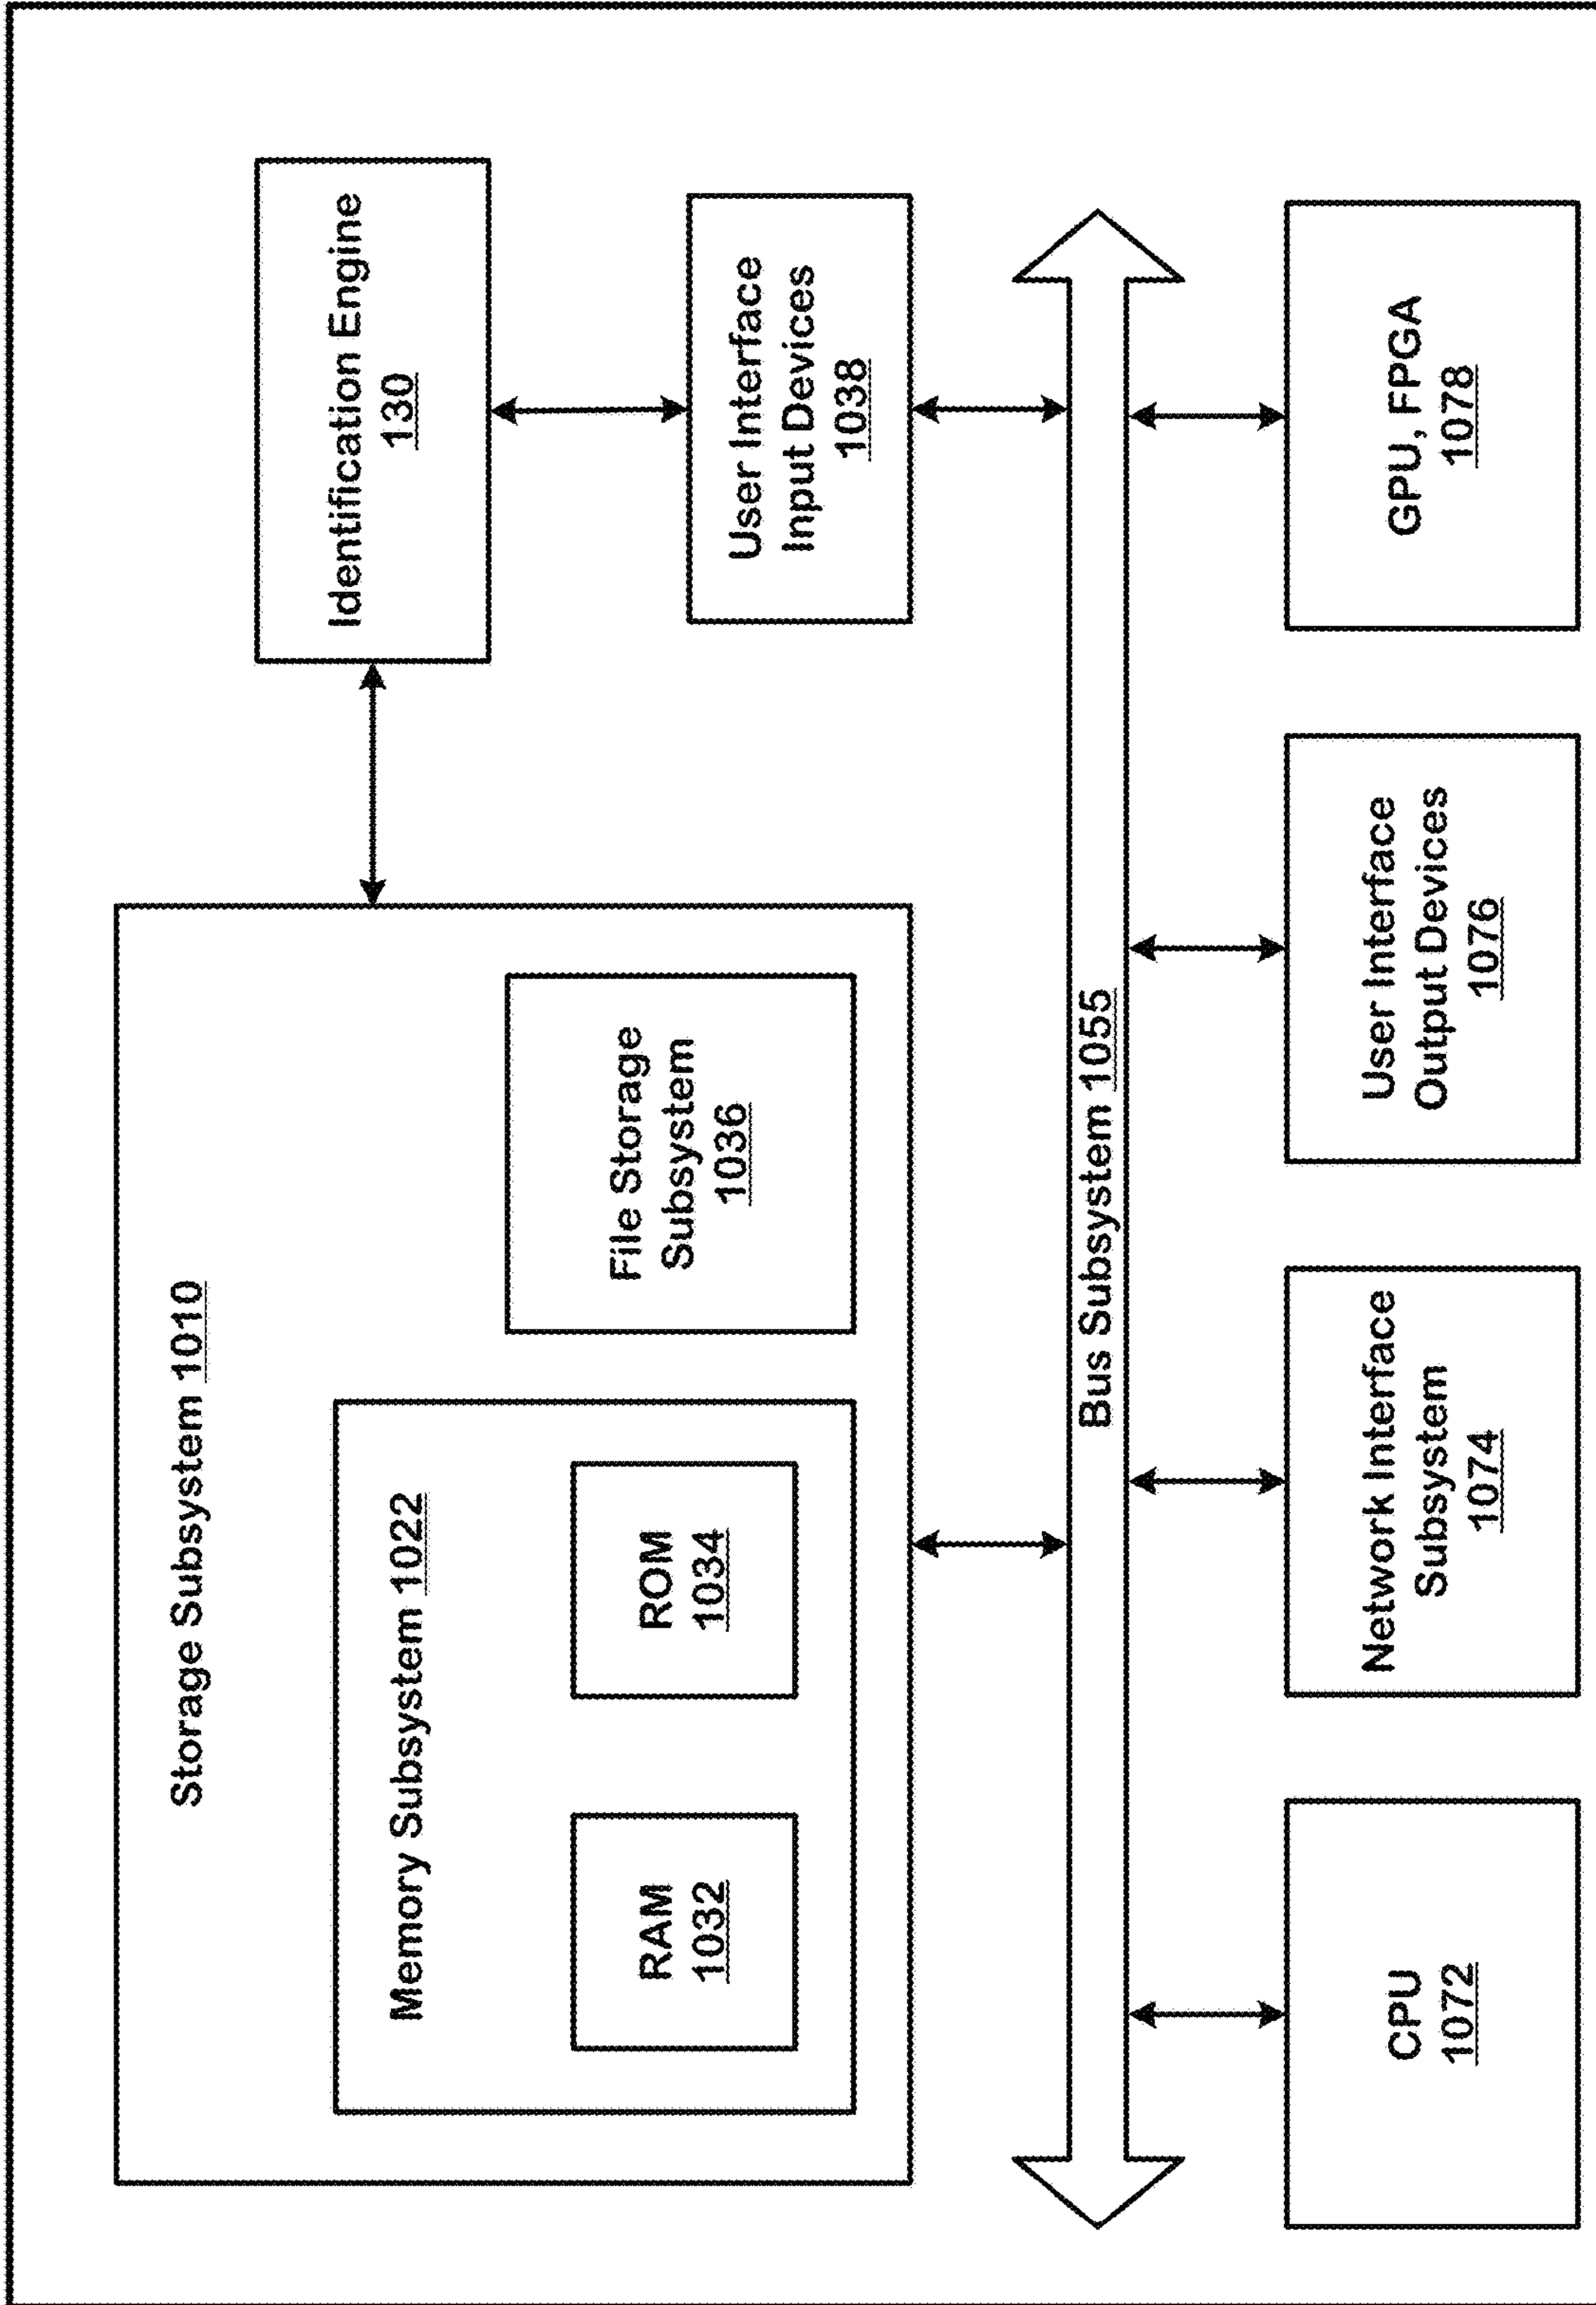 Storage Subsystem 1010
Memory Subsystem 1022
RAM
1032
ROM
1034
File Storage
Subsystem
1036
Identification Engine
130
User Interface
Input Devices
1038
Bus Subsystem 1055
CPU
1072
Network Interface
Subsystem
1074
User Interface
Output Devices
1076
GPU, FPGA
1078